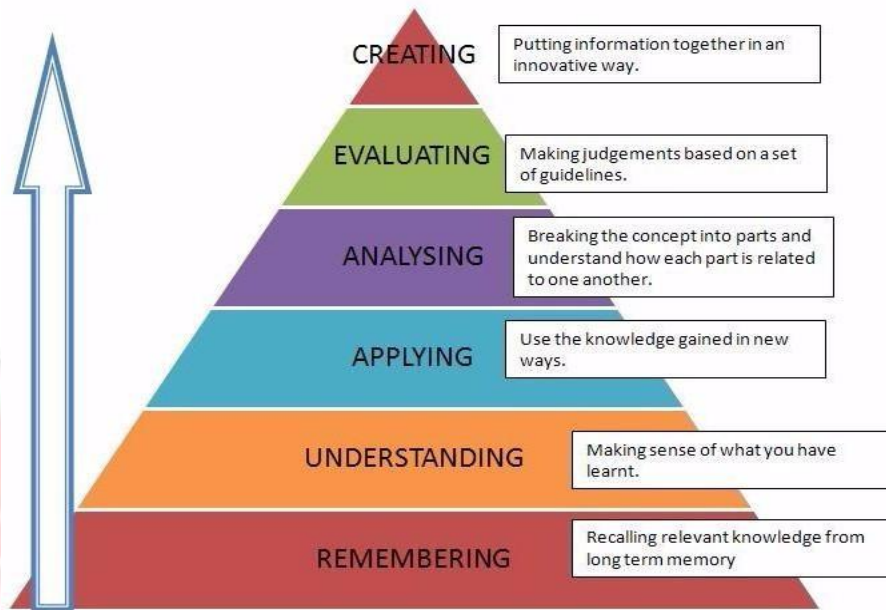 CREATING
Putting information together in an
innovative way.
EVALUATING
Making judgements based on a set
of guidelines.
ANALYSING
Breaking the concept into parts and
understand how each part is related
to one another.
APPLYING
Use the knowledge gained in new
ways.
UNDERSTANDING
Making sense of what you have
learnt.
REMEMBERING
Recalling relevant knowledge from
long term memory